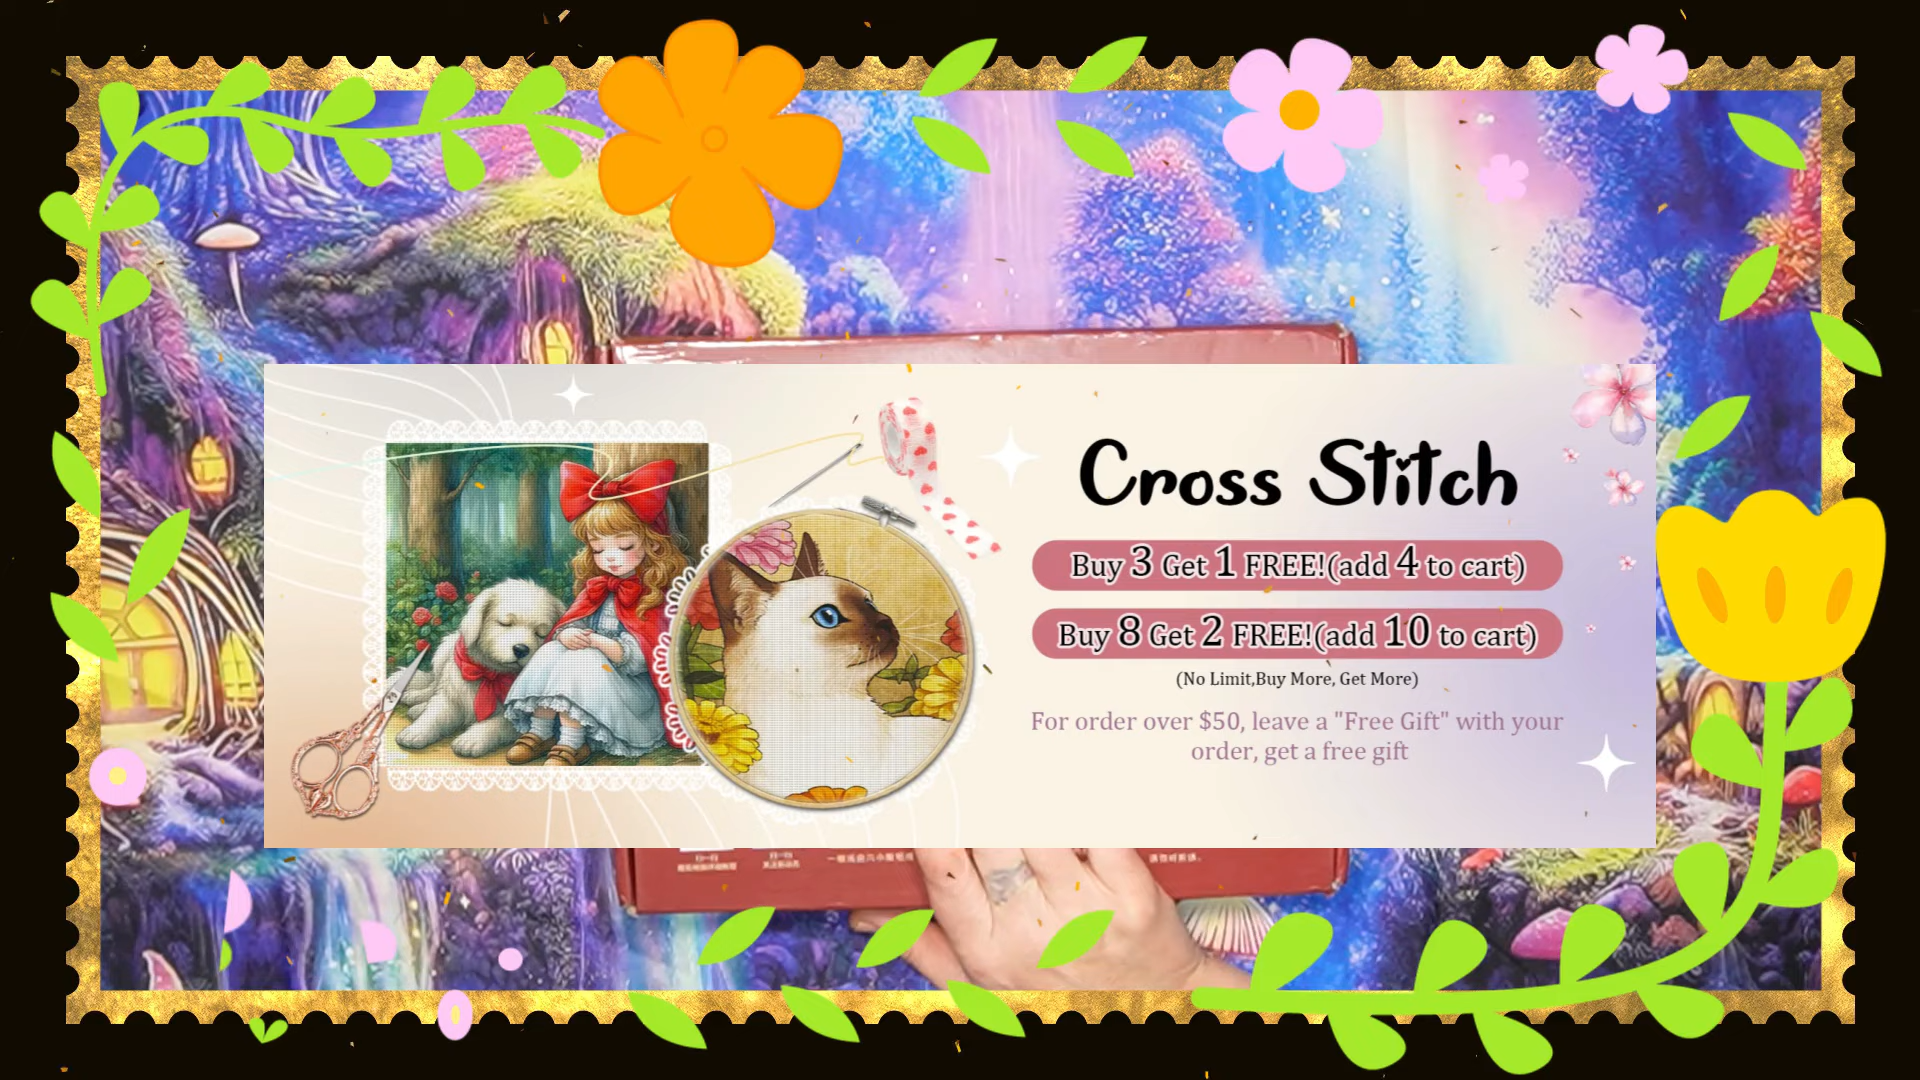 Cross Stitch
Buy 3 Get 1 FREE!(add 4 to cart)
Buy 8 Get 2 FREE!(add 10 to cart)
(No Limit,Buy More, Get More)
For order over $50, leave a "Free Gift" with your
order, get a free gift